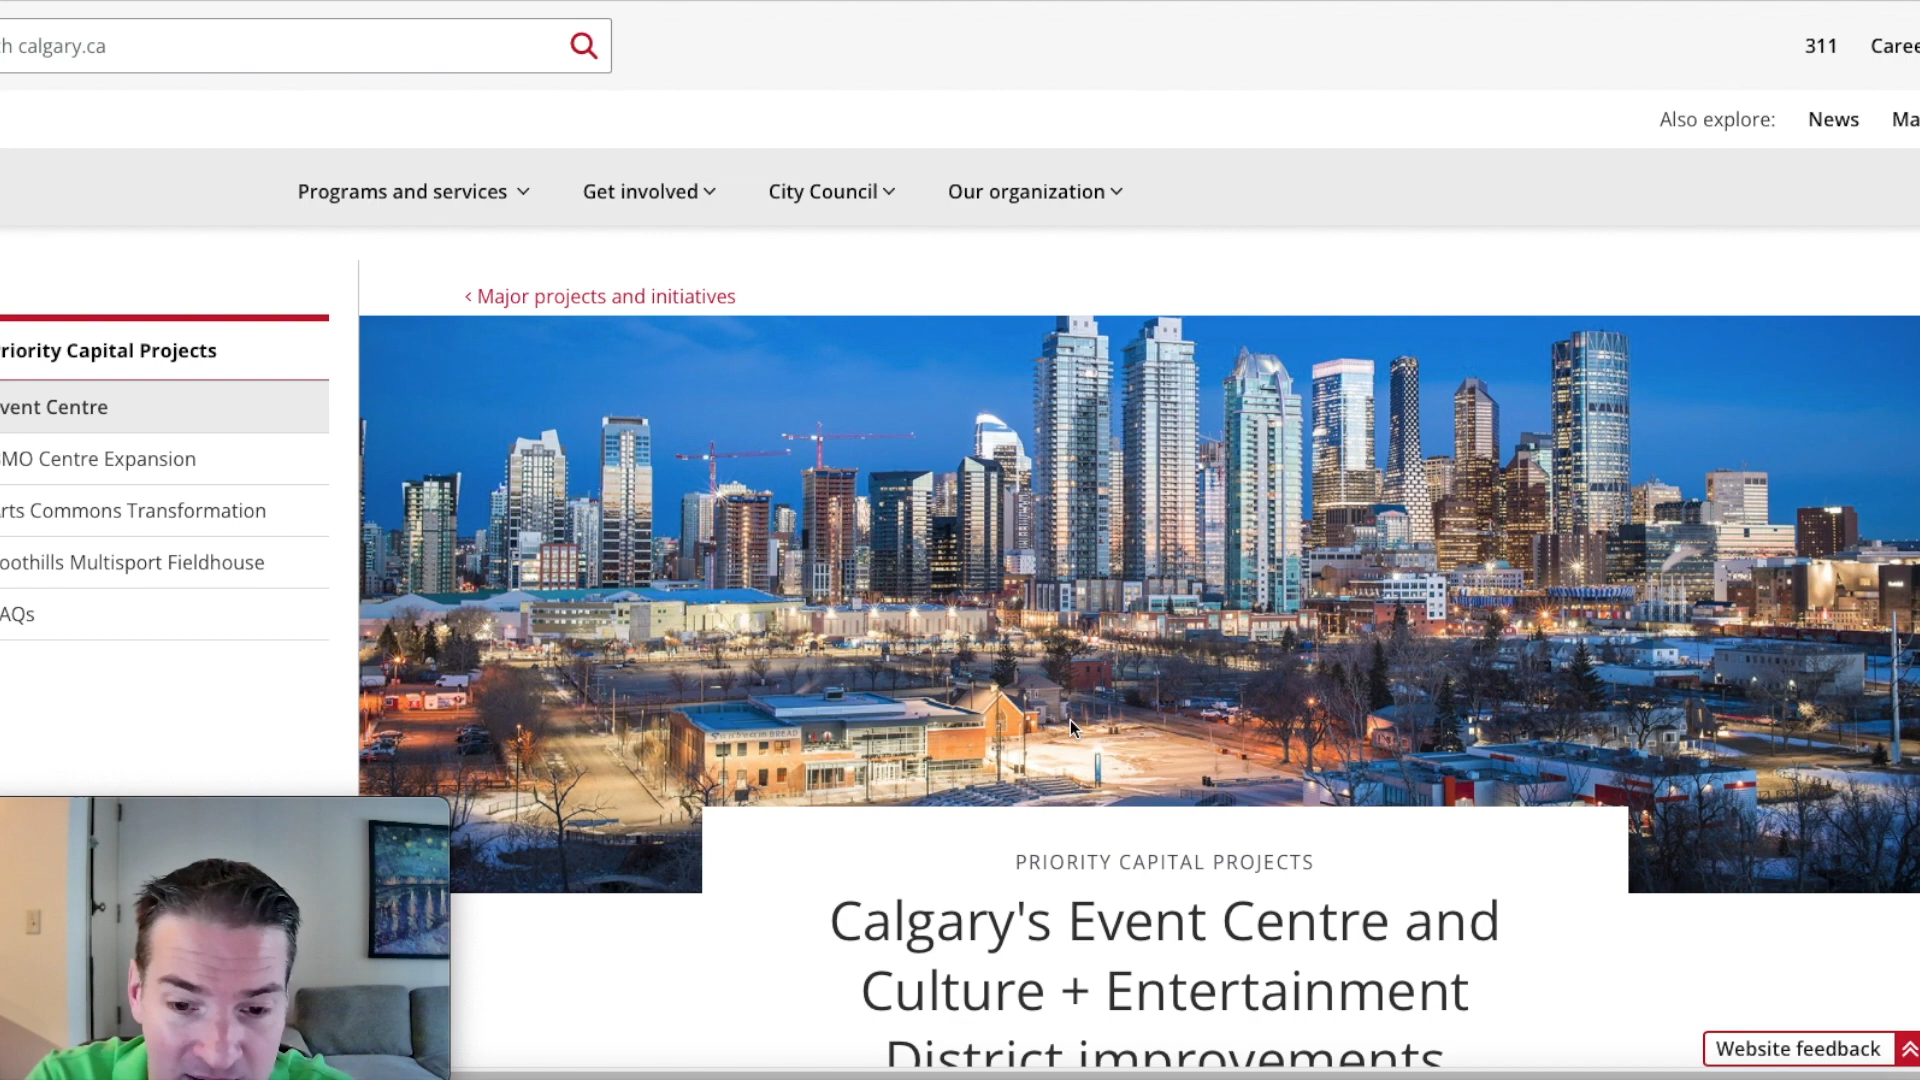 h calgary.ca
311 Caree
Also explore: News Ma
Programs and services Get involved City Council Our organization
< Major projects and initiatives
riority Capital Projects
vent Centre
MO Centre Expansion
rts Commons Transformation
oothills Multisport Fieldhouse
AQs
PRIORITY CAPITAL PROJECTS
Calgary's Event Centre and
Culture + Entertainment
District improvements
Website feedback